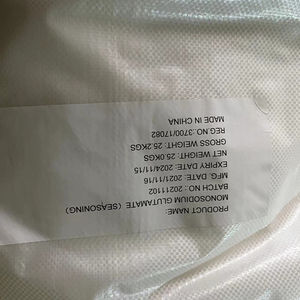 PRODUCT NAME:
MONOSODIUM GLUTAMATE (SEASONING)
BATCH NO: 20211102
MFG. DATE: 2021/11/16
EXPIRY DATE: 2024/11/15
NET WEIGHT: 25.0KGS
GROSS WEIGHT: 25.2KGS
REG.NO.:3700/17082
MADE IN CHINA